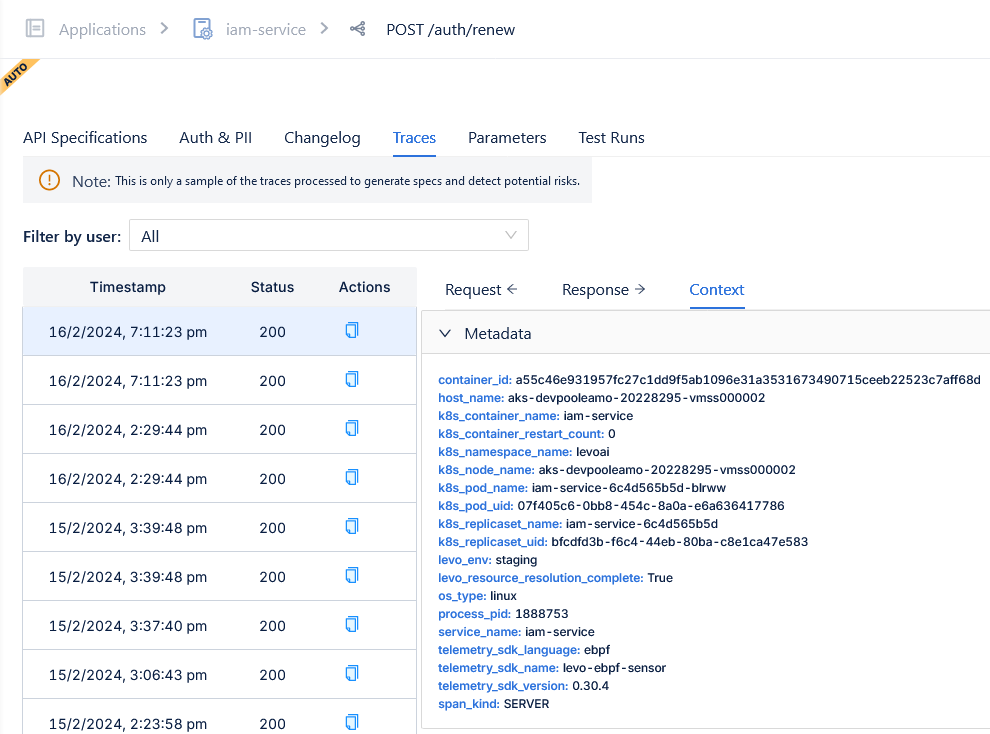 Applications > iam-service > POST /auth/renew
AUTO
API Specifications Auth & PII Changelog Traces Parameters Test Runs
Note: This is only a sample of the traces processed to generate specs and detect potential risks.
Filter by user: All
Timestamp Status Actions
16/2/2024, 7:11:23 pm 200
16/2/2024, 7:11:23 pm 200
16/2/2024, 2:29:44 pm 200
16/2/2024, 2:29:44 pm 200
15/2/2024, 3:39:48 pm 200
15/2/2024, 3:39:48 pm 200
15/2/2024, 3:37:40 pm 200
15/2/2024, 3:06:43 pm 200
15/2/2024, 2:23:58 pm 200
Request ← Response → Context
Metadata
container_id: a55c46e931957fc27c1dd9f5ab1096e31a3531673490715ceeb22523c7aff68d
host_name: aks-devpooleamo-20228295-vmss000002
k8s_container_name: iam-service
k8s_container_restart_count: 0
k8s_namespace_name: levoai
k8s_node_name: aks-devpooleamo-20228295-vmss000002
k8s_pod_name: iam-service-6c4d565b5d-blrww
k8s_pod_uid: 07f405c6-0bb8-454c-8a0a-e6a636417786
k8s_replicaset_name: iam-service-6c4d565b5d
k8s_replicaset_uid: bfcdfd3b-f6c4-44eb-80ba-c8e1ca47e583
levo_env: staging
levo_resource_resolution_complete: True
os_type: linux
process_pid: 1888753
service_name: iam-service
telemetry_sdk_language: ebpf
telemetry_sdk_name: levo-ebpf-sensor
telemetry_sdk_version: 0.30.4
span_kind: SERVER